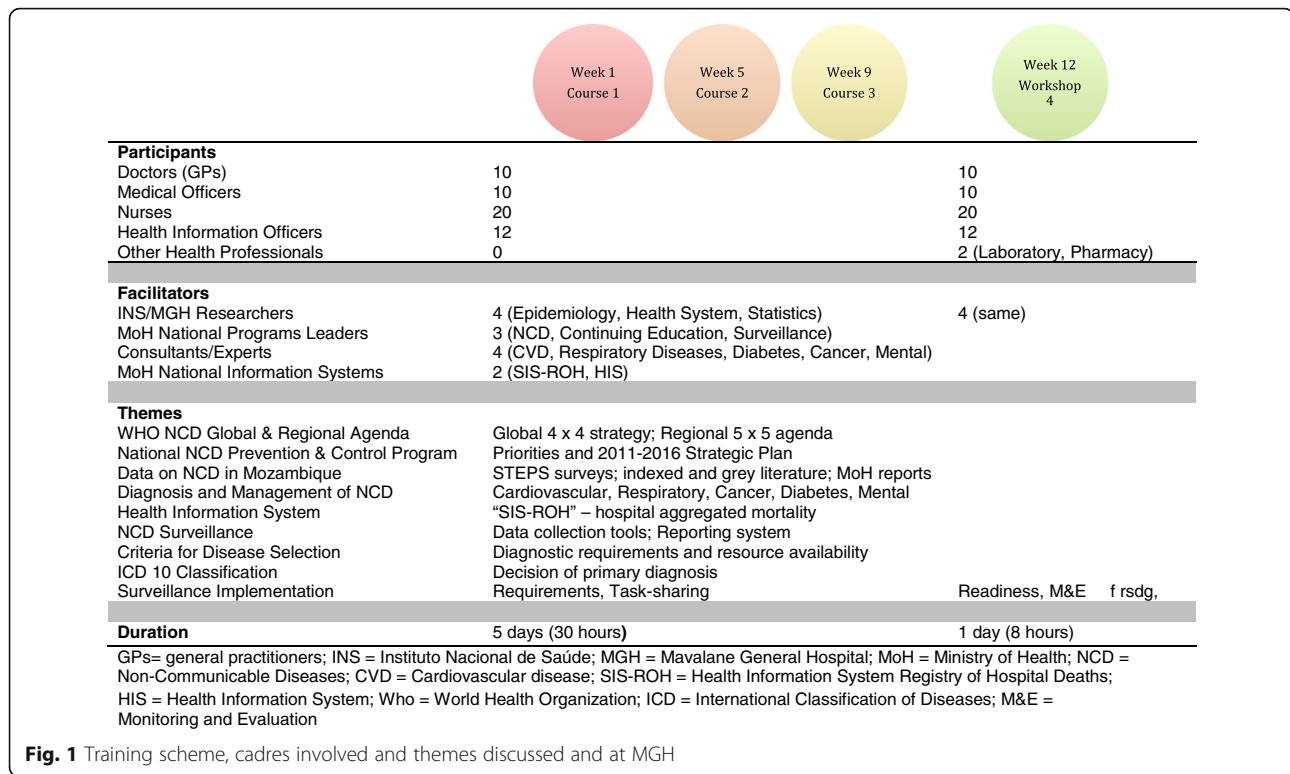 Week 1 Week 5 Week 9 Week 12
Course 1 Course 2 Course 3 Workshop
4
Participants
Doctors (GPs) 10 10
Medical Officers 10 10
Nurses 20 20
Health Information Officers 12 12
Other Health Professionals 0 2 (Laboratory, Pharmacy)
Facilitators
INS/MGH Researchers 4 (Epidemiology, Health System, Statistics) 4 (same)
MoH National Programs Leaders 3 (NCD, Continuing Education, Surveillance)
Consultants/Experts 4 (CVD, Respiratory Diseases, Diabetes, Cancer, Mental)
MoH National Information Systems 2 (SIS-ROH, HIS)
Themes
WHO NCD Global & Regional Agenda Global 4 x 4 strategy; Regional 5 x 5 agenda
National NCD Prevention & Control Program Priorities and 2011-2016 Strategic Plan
Data on NCD in Mozambique STEPS surveys; indexed and grey literature; MoH reports
Diagnosis and Management of NCD Cardiovascular, Respiratory, Cancer, Diabetes, Mental
Health Information System "SIS-ROH" – hospital aggregated mortality
NCD Surveillance Data collection tools; Reporting system
Criteria for Disease Selection Diagnostic requirements and resource availability
ICD 10 Classification Decision of primary diagnosis
Surveillance Implementation Requirements, Task-sharing Readiness, M&E f rsdg,
Duration 5 days (30 hours) 1 day (8 hours)
GPs= general practitioners; INS = Instituto Nacional de Saúde; MGH = Mavalane General Hospital; MoH = Ministry of Health; NCD =
Non-Communicable Diseases; CVD = Cardiovascular disease; SIS-ROH = Health Information System Registry of Hospital Deaths;
HIS = Health Information System; Who = World Health Organization; ICD = International Classification of Diseases; M&E =
Monitoring and Evaluation
Fig. 1 Training scheme, cadres involved and themes discussed and at MGH